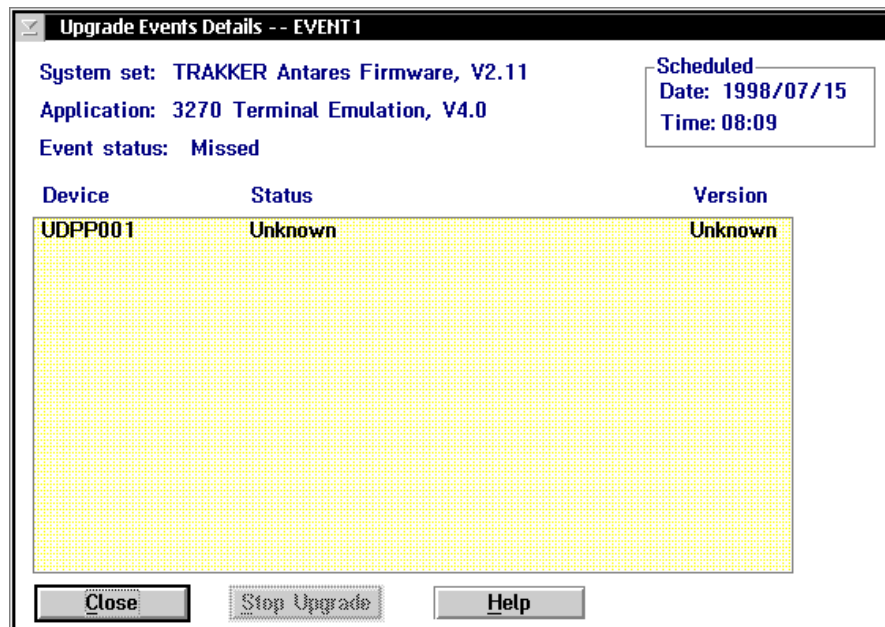 Upgrade Events Details -- EVENT1
System set: TRAKKER Antares Firmware, V2.11
Application: 3270 Terminal Emulation, V4.0
Event status: Missed
Scheduled
Date: 1998/07/15
Time: 08:09
Device Status Version
UDPP001 Unknown Unknown
Close Stop Upgrade Help